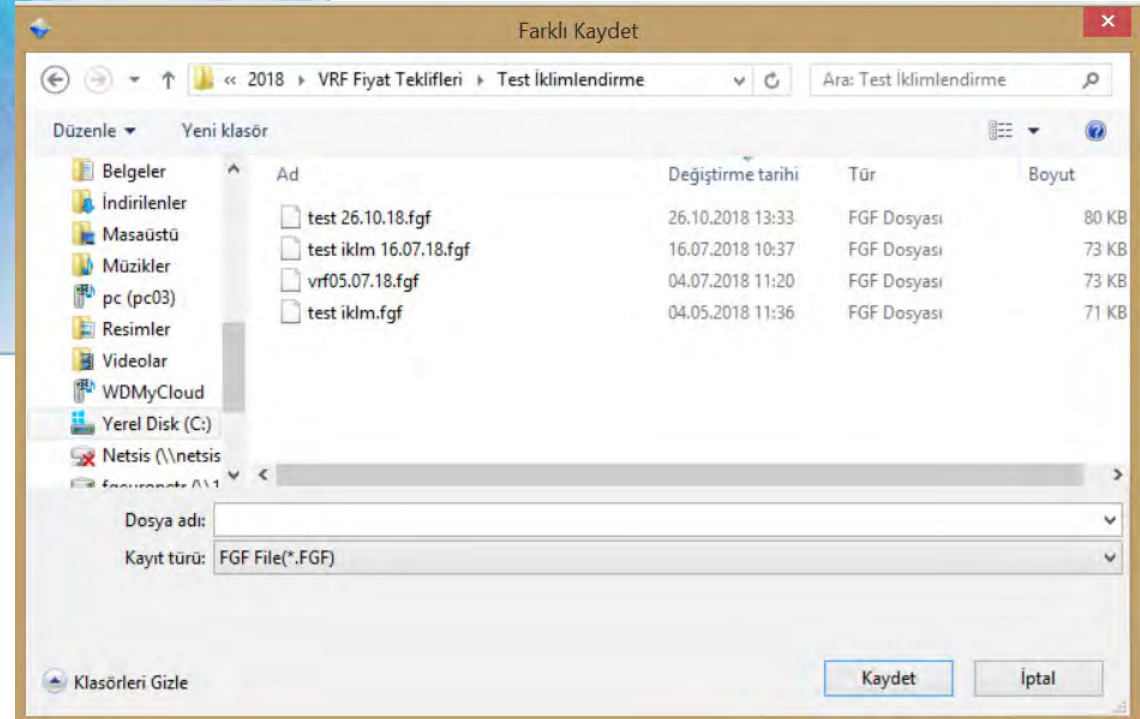 Farklı Kaydet
« 2018 ▸ VRF Fiyat Teklifleri ▸ Test İklimlendirme
Ara: Test İklimlendirme
Düzenle ▾ Yeni klasör
Belgeler
İndirilenler
Masaüstü
Müzikler
pc (pc03)
Resimler
Videolar
WDMyCloud
Yerel Disk (C:)
Netsis (\\netsis
Ad Değiştirme tarihi Tür Boyut
test 26.10.18.fgf 26.10.2018 13:33 FGF Dosyası 80 KB
test iklm 16.07.18.fgf 16.07.2018 10:37 FGF Dosyası 73 KB
vrf05.07.18.fgf 04.07.2018 11:20 FGF Dosyası 73 KB
test iklm.fgf 04.05.2018 11:36 FGF Dosyası 71 KB
Dosya adı:
Kayıt türü: FGF File(*.FGF)
Klasörleri Gizle
Kaydet İptal